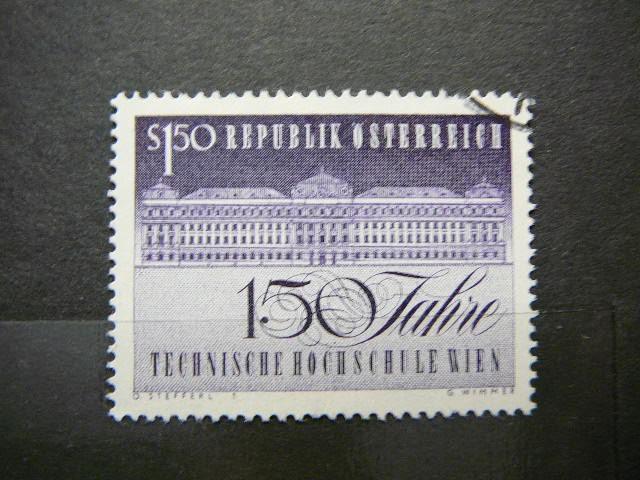 S1.50 REPUBLIK ÖSTERREICH
150 Jahre
TECHNISCHE HOCHSCHULE WIEN
O. STEFFERL G. WIMMER